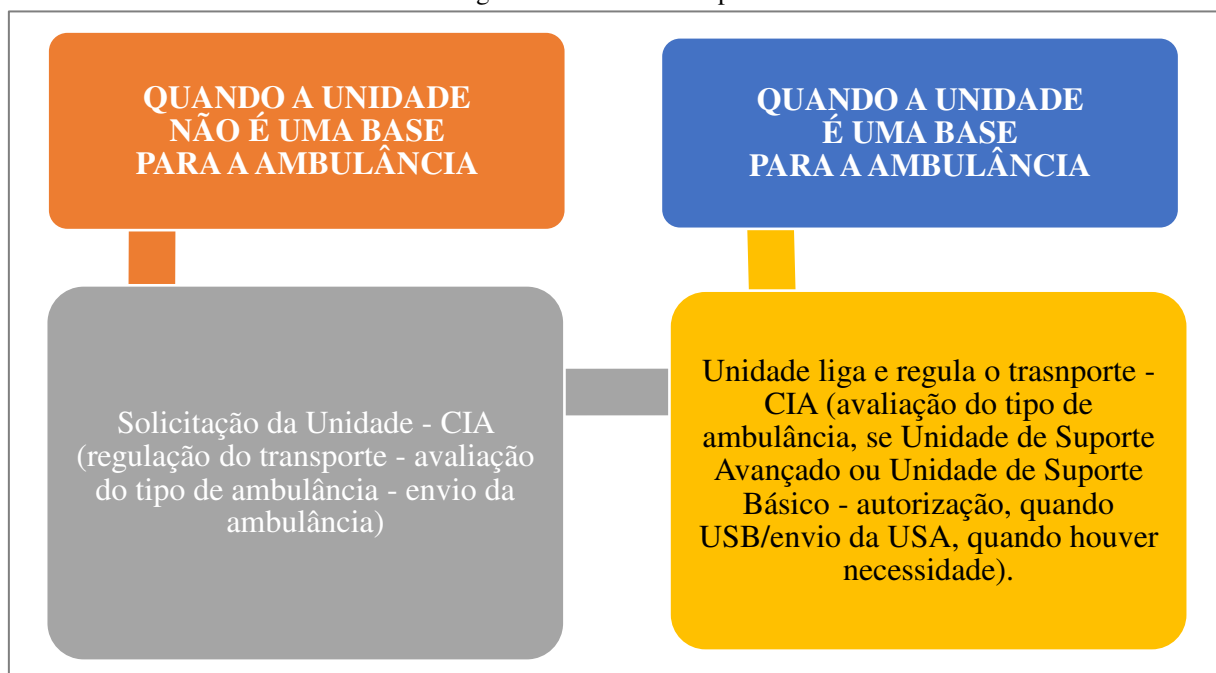 QUANDO A UNIDADE
NÃO É UMA BASE
PARA A AMBULÂNCIA
QUANDO A UNIDADE
É UMA BASE
PARA A AMBULÂNCIA
Solicitação da Unidade - CIA
(regulação do transporte - avaliação
do tipo de ambulância - envio da
ambulância)
Unidade liga e regula o trasnporte -
CIA (avaliação do tipo de
ambulância, se Unidade de Suporte
Avançado ou Unidade de Suporte
Básico - autorização, quando
USB/envio da USA, quando houver
necessidade).